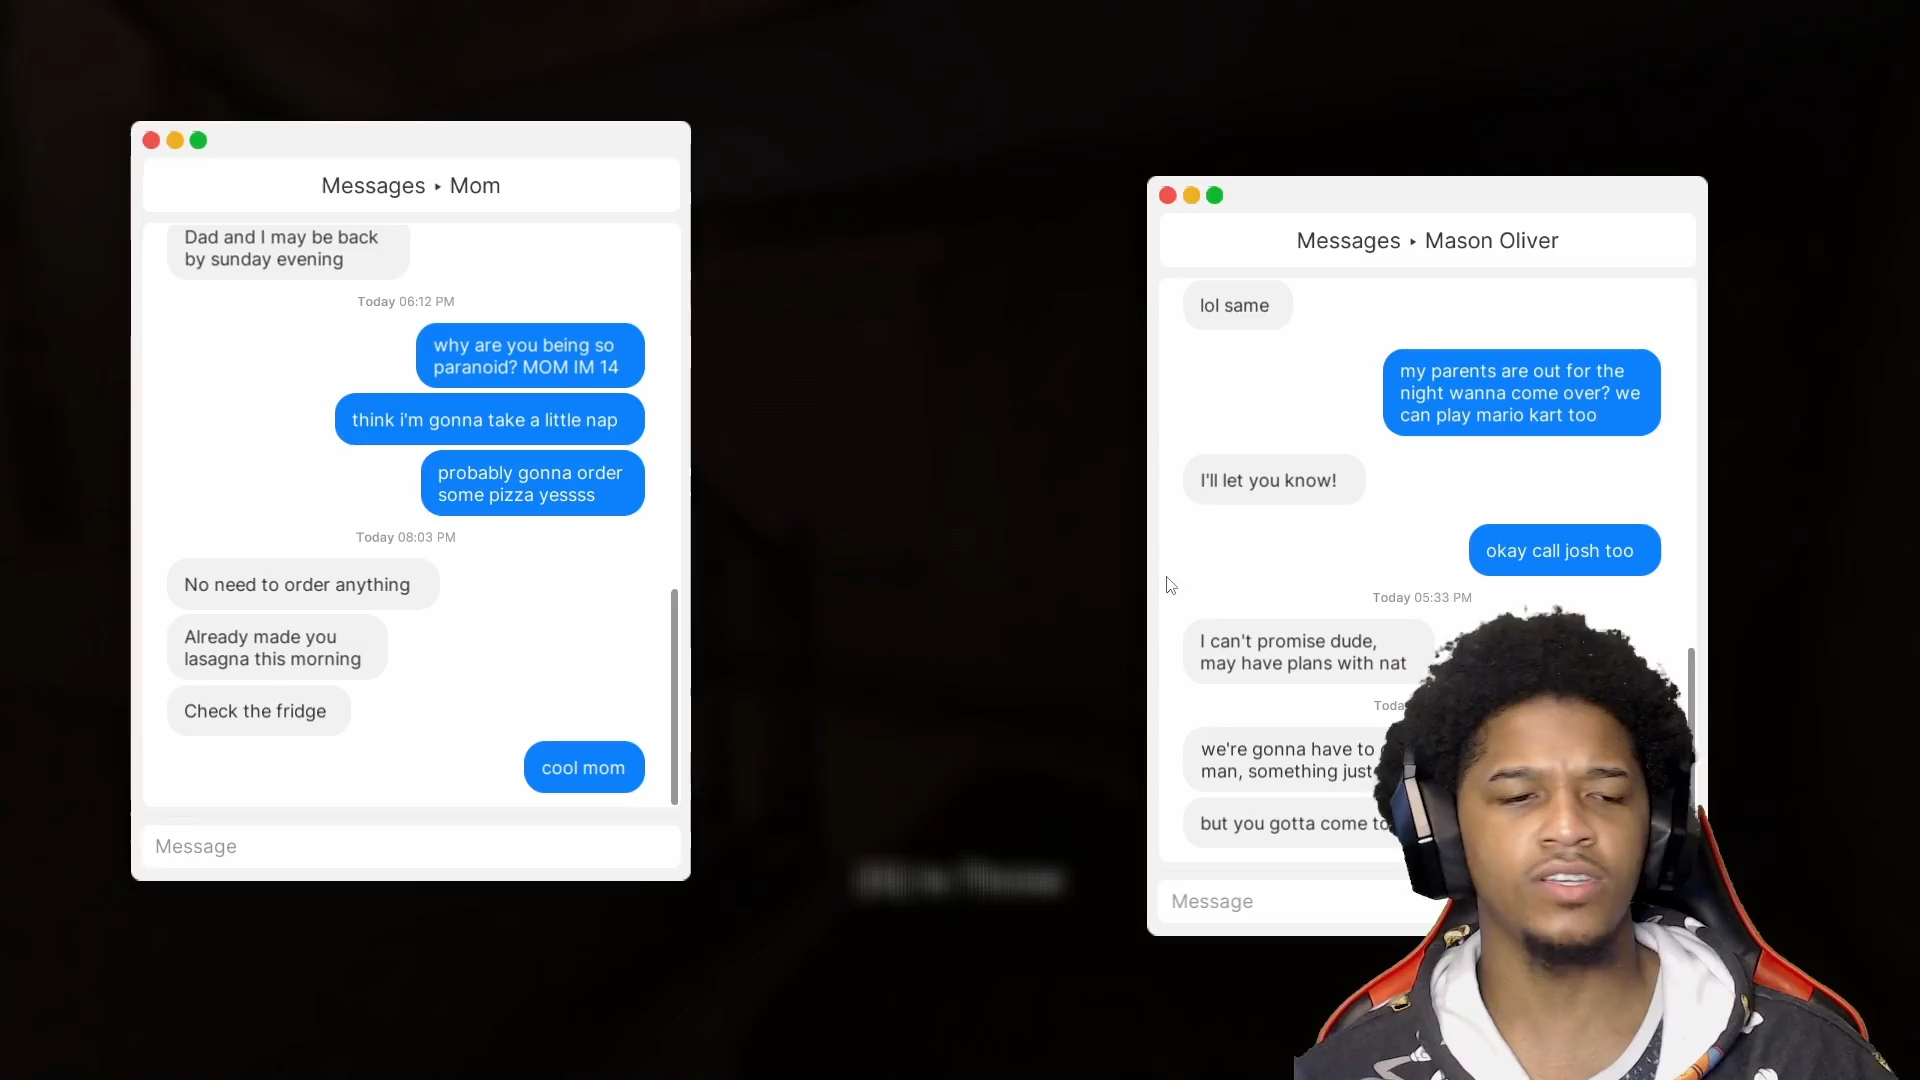 Messages ‣ Mom
Dad and I may be back
by sunday evening
Today 06:12 PM
why are you being so
paranoid? MOM IM 14
think i'm gonna take a little nap
probably gonna order
some pizza yessss
Today 08:03 PM
No need to order anything
Already made you
lasagna this morning
Check the fridge
cool mom
Message
Messages ‣ Mason Oliver
lol same
my parents are out for the
night wanna come over? we
can play mario kart too
I'll let you know!
okay call josh too
Today 05:33 PM
I can't promise dude,
may have plans with nat
we're gonna have to
man, something just
but you gotta come
Message